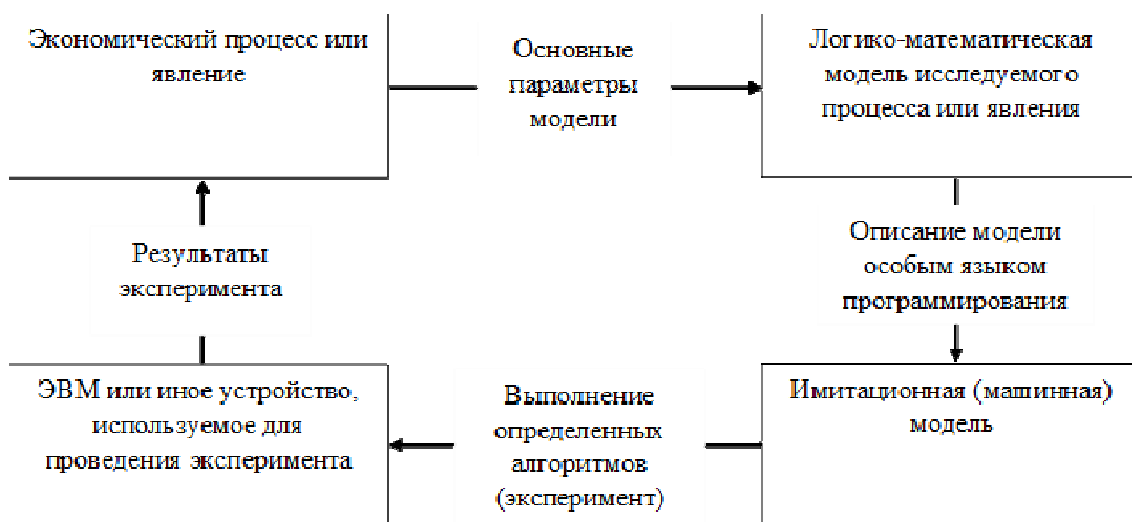 Экономический процесс или
явление
Основные
параметры
модели
Логико-математическая
модель исследуемого
процесса или явления
Результаты
эксперимента
Описание модели
особым языком
программирования
ЭВМ или иное устройство,
используемое для
проведения эксперимента
Выполнение
определенных
алгоритмов
(эксперимент)
Имитационная (машинная)
модель